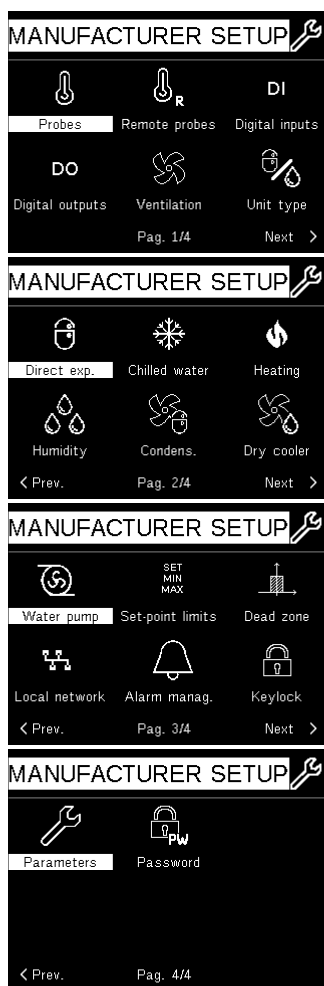 MANUFACTURER SETUP
R
DI
Probes Remote probes Digital inputs
DO
Digital outputs Ventilation Unit type
Pag. 1/4 Next >
MANUFACTURER SETUP
Direct exp. Chilled water Heating
Humidity Condens. Dry cooler
< Prev. Pag. 2/4 Next >
MANUFACTURER SETUP
SET
MIN
MAX
Water pump Set-point limits Dead zone
Local network Alarm manag. Keylock
< Prev. Pag. 3/4 Next >
MANUFACTURER SETUP
PW
Parameters Password
< Prev. Pag. 4/4